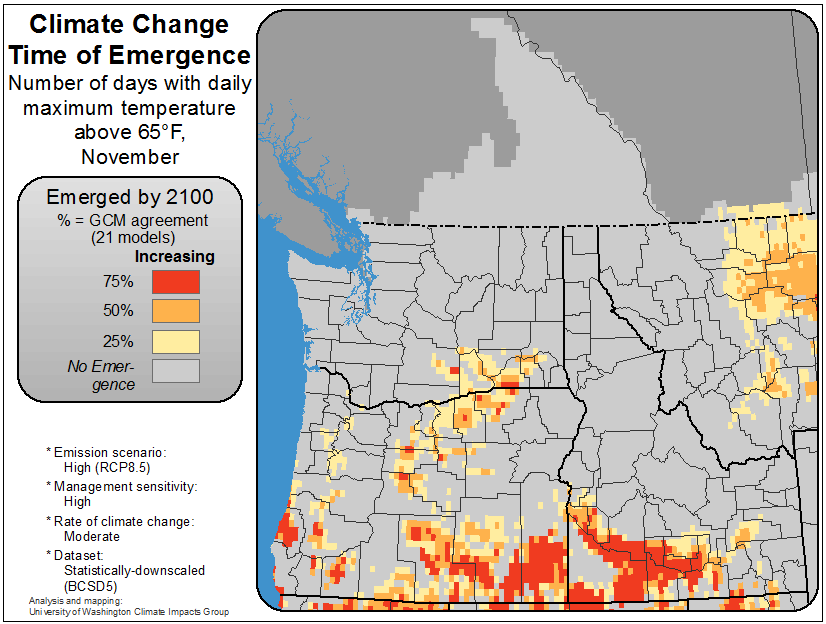 Climate Change
Time of Emergence
Number of days with daily
maximum temperature
above 65°F,
November
Emerged by 2100
% = GCM agreement
(21 models)
Increasing
75%
50%
25%
No Emer-
gence
* Emission scenario:
High (RCP8.5)
* Management sensitivity:
High
* Rate of climate change:
Moderate
* Dataset:
Statistically-downscaled
(BCSD5)
Analysis and mapping:
University of Washington Climate Impacts Group